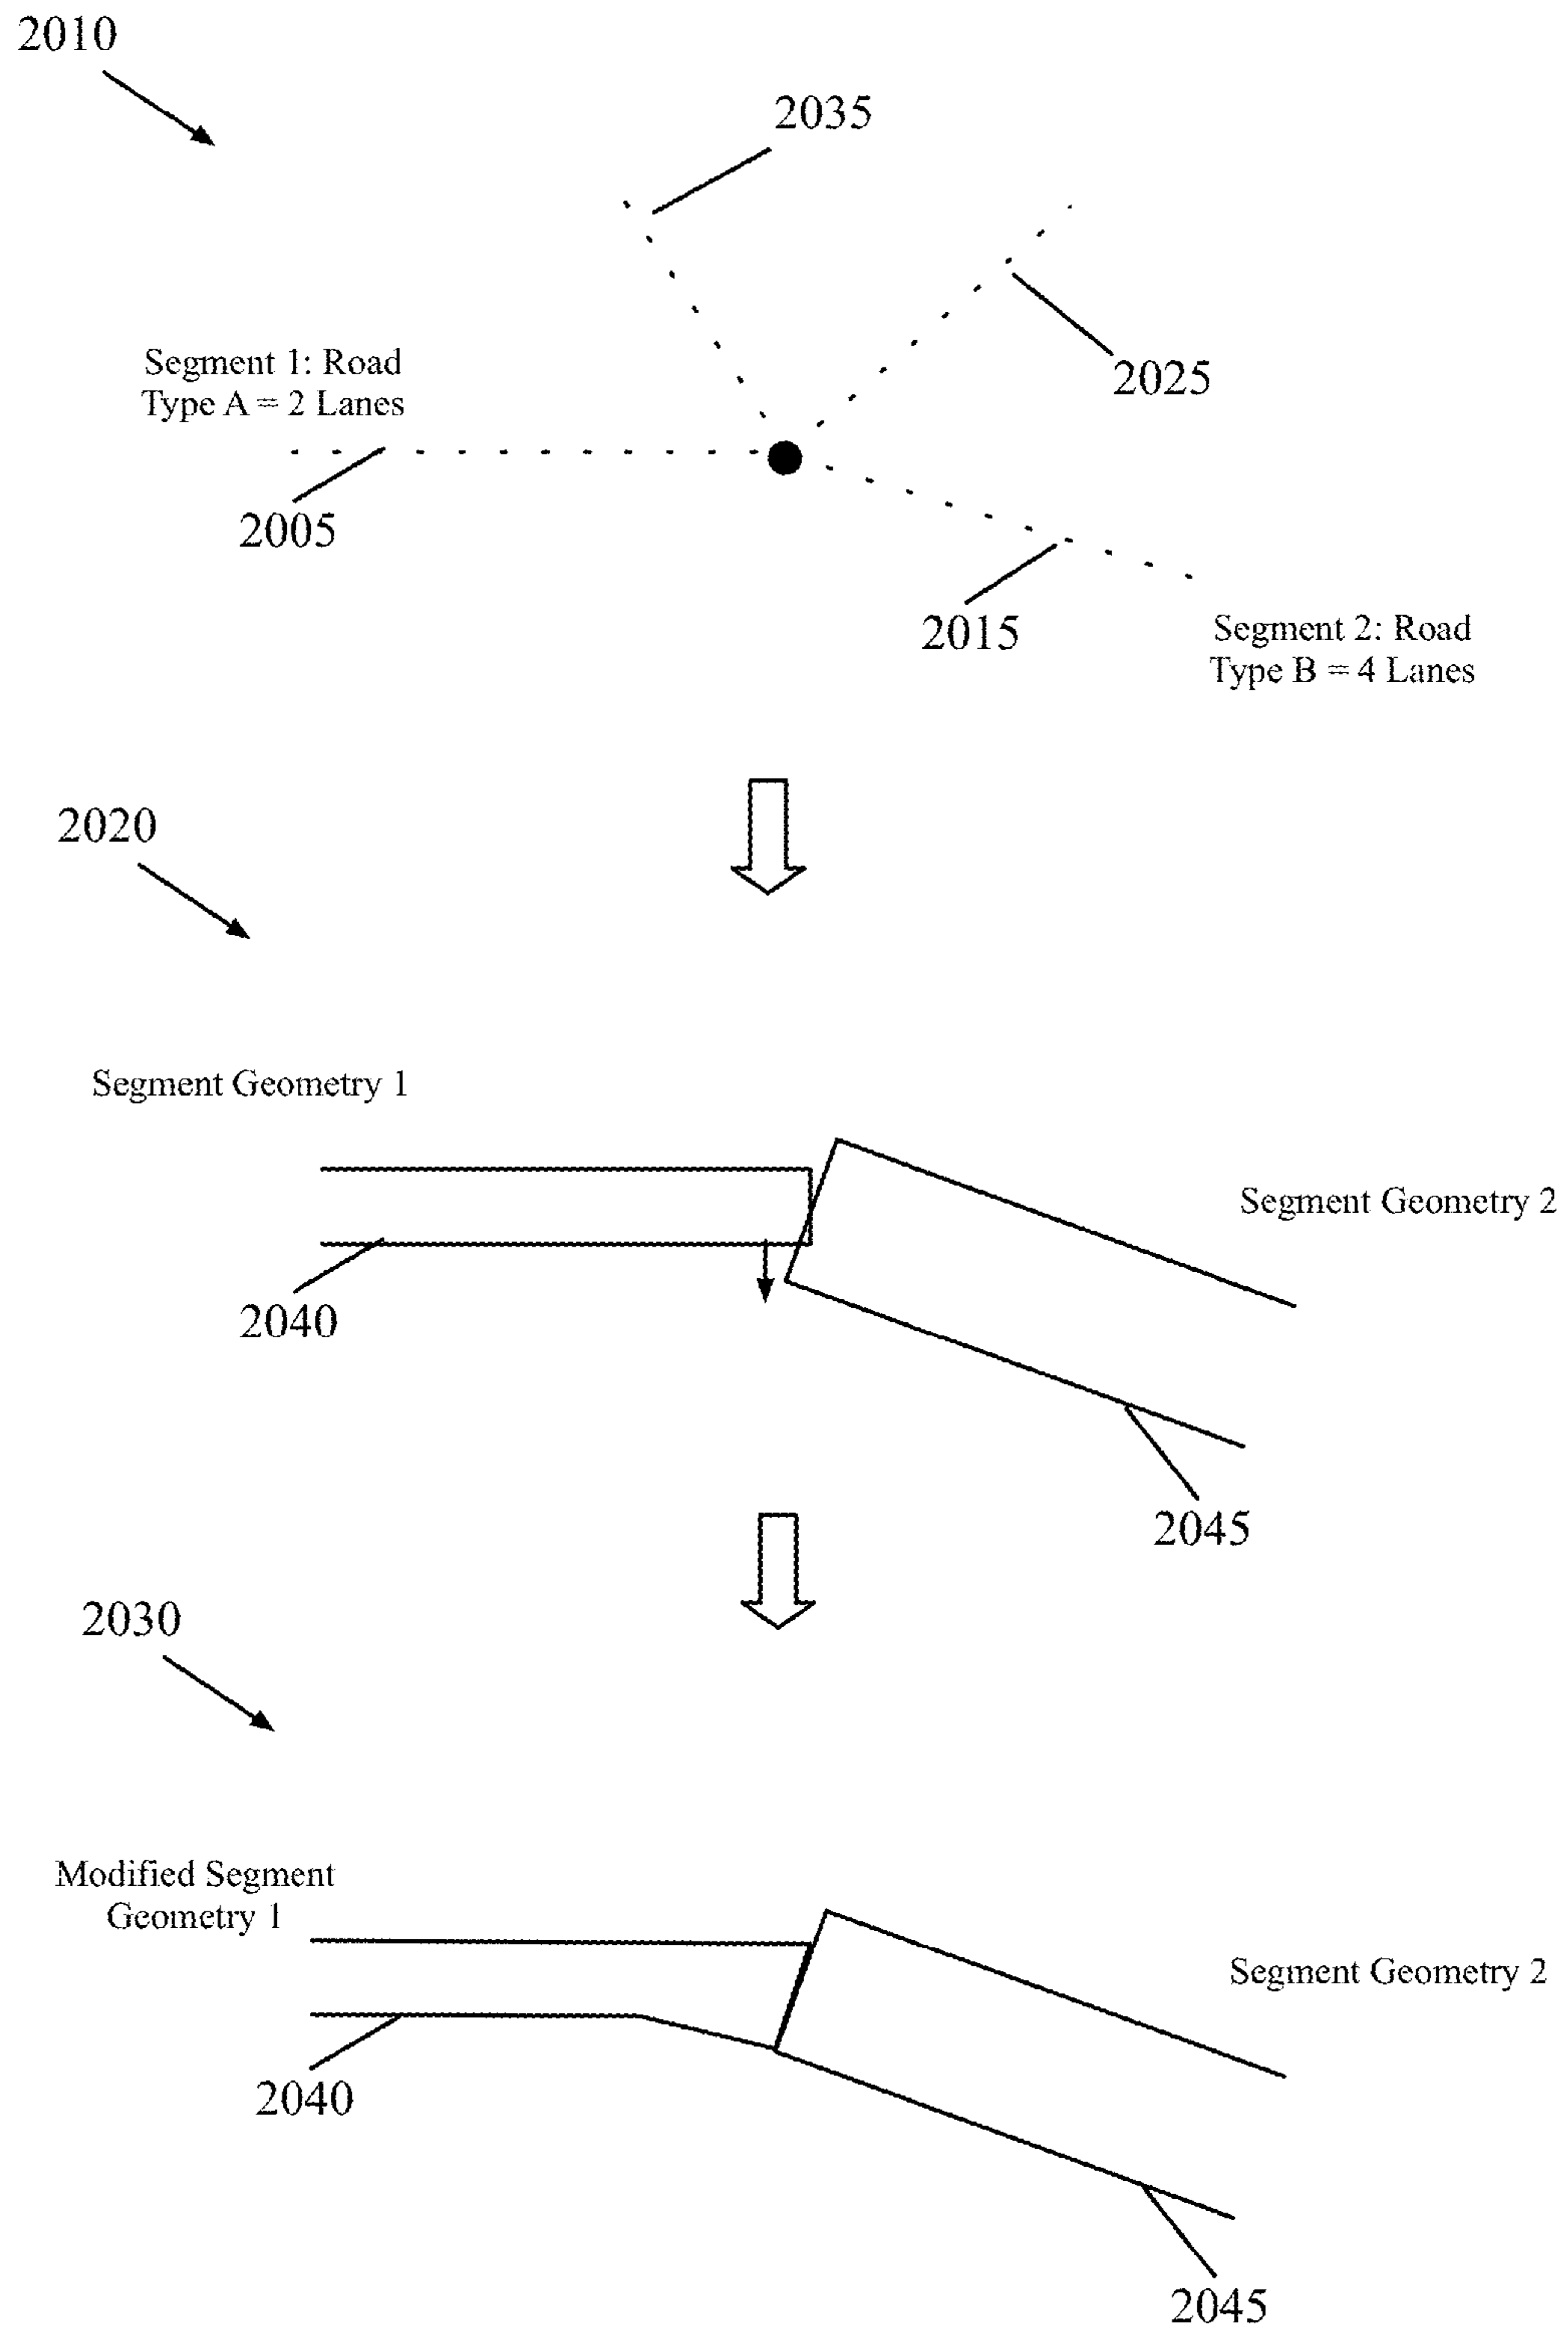 2010
2035
2025
Segment 1: Road
Type A = 2 Lanes
2005
2015
Segment 2: Road
Type B = 4 Lanes
2020
Segment Geometry 1
Segment Geometry 2
2040
2045
2030
Modified Segment
Geometry 1
Segment Geometry 2
2040
2045